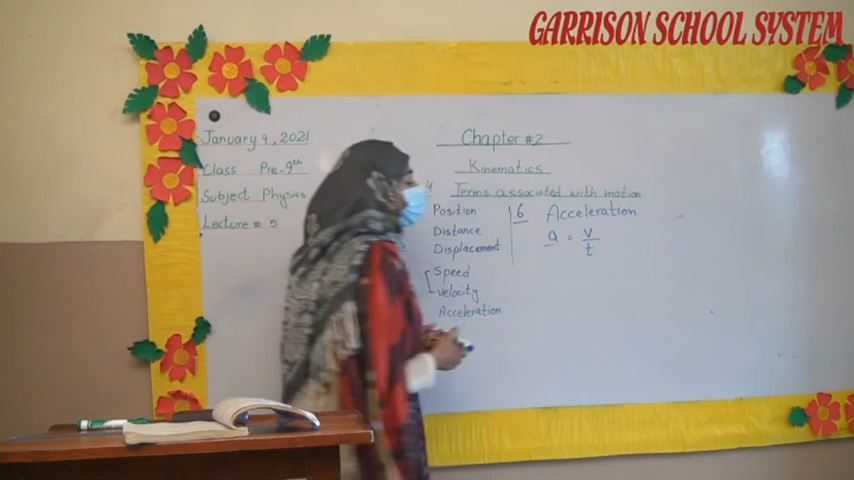 GARRISON SCHOOL SYSTEM
January 9, 2021
Class Pre-9th
Subject Physics
Lecture # 5
Chapter #2
Kinematics
Terms associated with motion
Position
Distance
Displacement
Speed
velocity
Acceleration
6 Acceleration
a = v
t